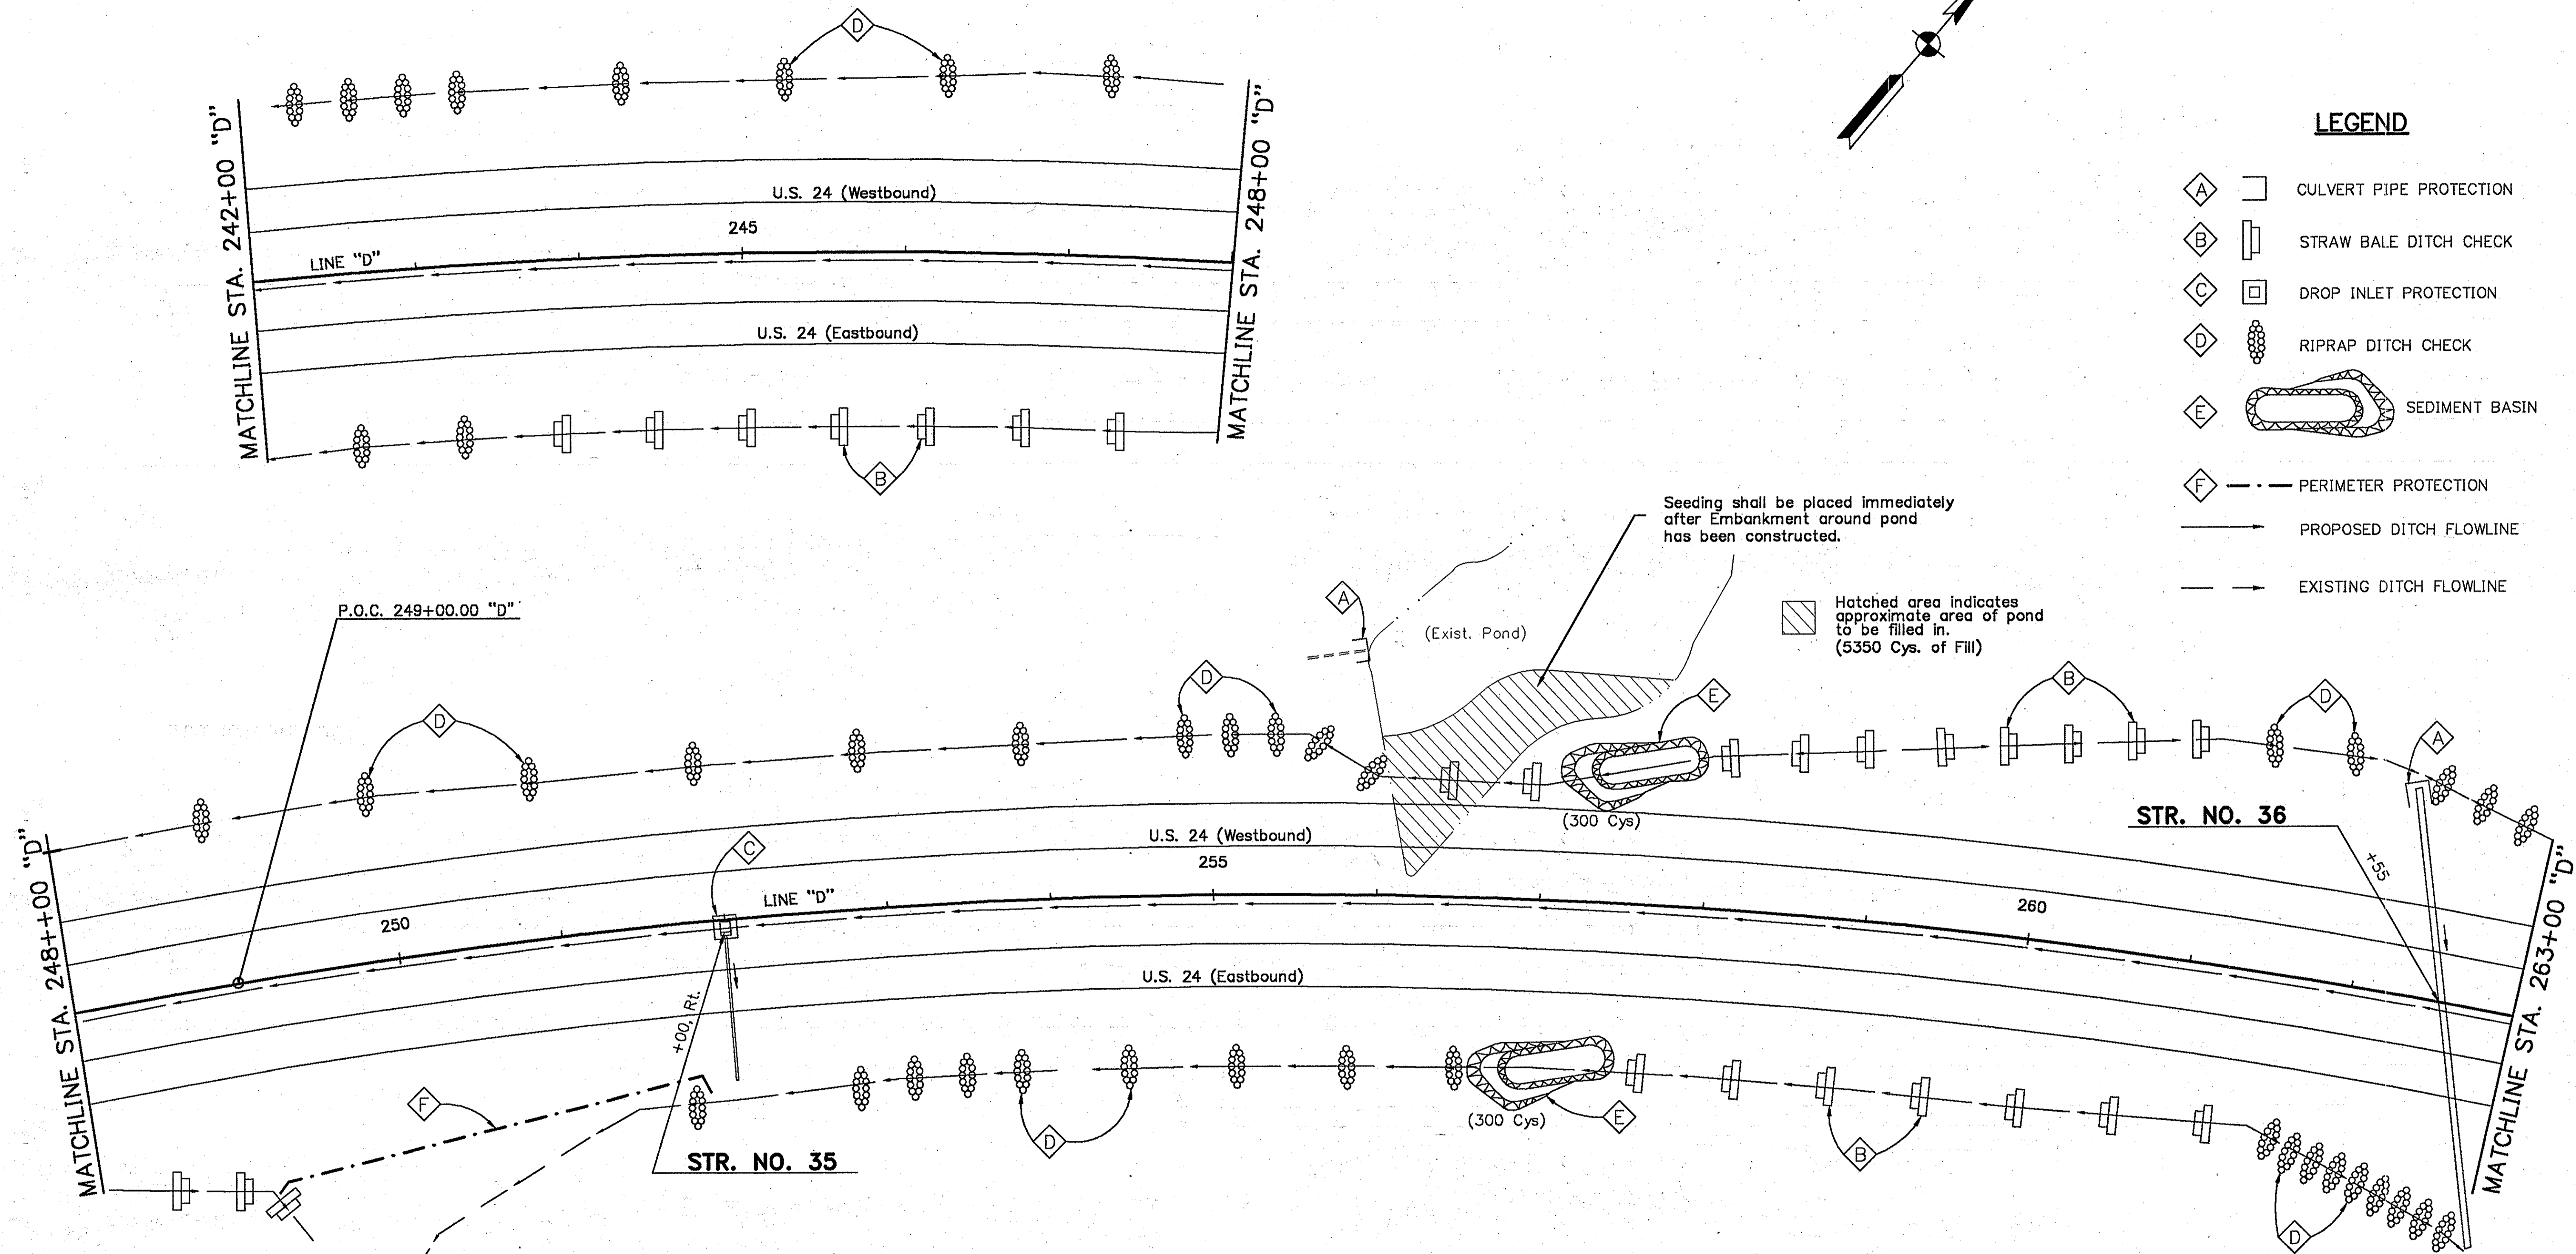 D
MATCHLINE STA. 242+00 "D"
U.S. 24 (Westbound)
245
LINE "D"
U.S. 24 (Eastbound)
MATCHLINE STA. 248+00 "D"
B
LEGEND
A CULVERT PIPE PROTECTION
B STRAW BALE DITCH CHECK
C DROP INLET PROTECTION
D RIPRAP DITCH CHECK
E SEDIMENT BASIN
F PERIMETER PROTECTION
PROPOSED DITCH FLOWLINE
EXISTING DITCH FLOWLINE
Seeding shall be placed immediately
after Embankment around pond
has been constructed.
P.O.C. 249+00.00 "D"
A
(Exist. Pond)
Hatched area indicates
approximate area of pond
to be filled in.
(5350 Cys. of Fill)
D
D
E
B
D
A
(300 Cys)
STR. NO. 36
+55
MATCHLINE STA. 248+00 "D"
U.S. 24 (Westbound)
C
250
LINE "D"
255
260
U.S. 24 (Eastbound)
+00, Rt.
F
STR. NO. 35
D
(300 Cys)
E
B
D
MATCHLINE STA. 263+00 "D"